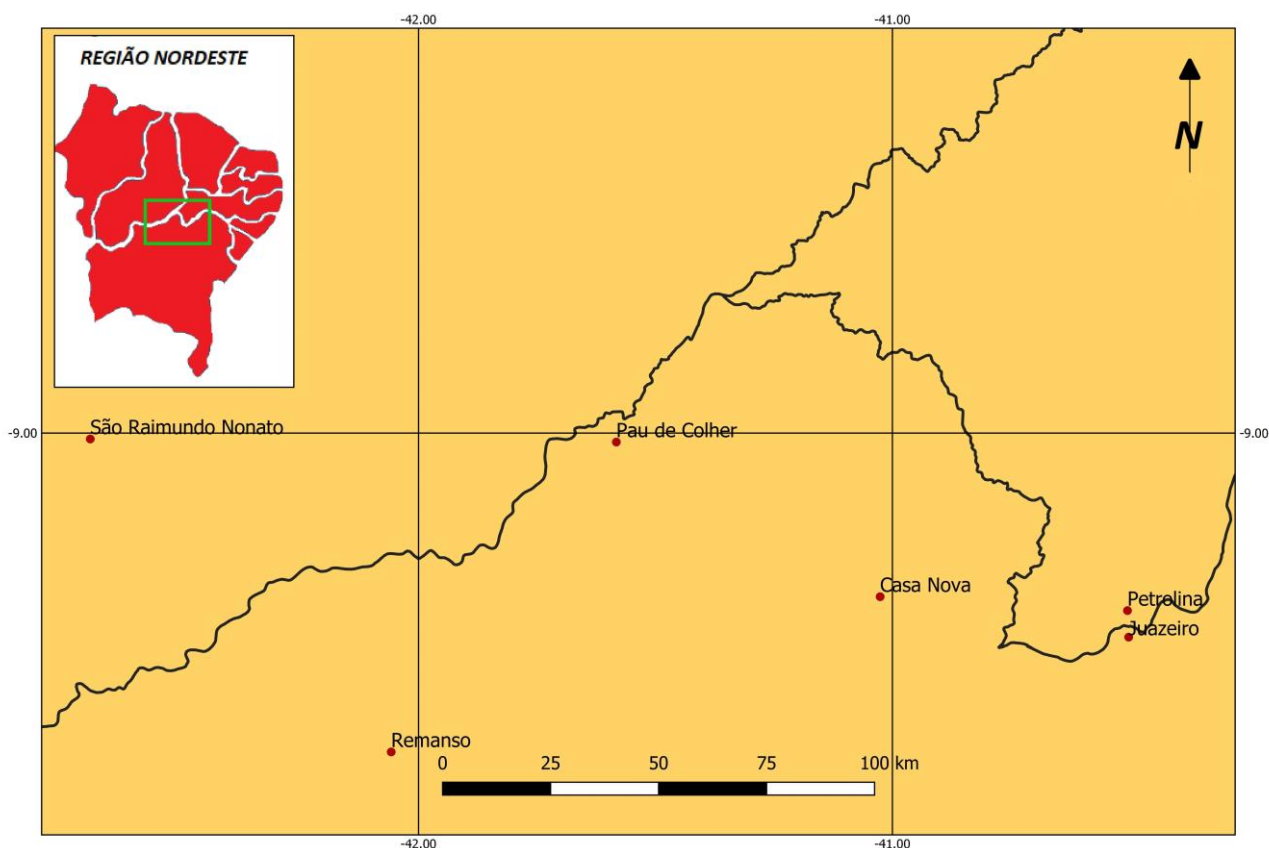 -42.00
-41.00
REGIÃO NORDESTE
N
São Raimundo Nonato
-9.00
Pau de Colher
-9.00
Casa Nova
Petrolina
Juazeiro
Remanso
0 25 50 75 100 km
-42.00
-41.00